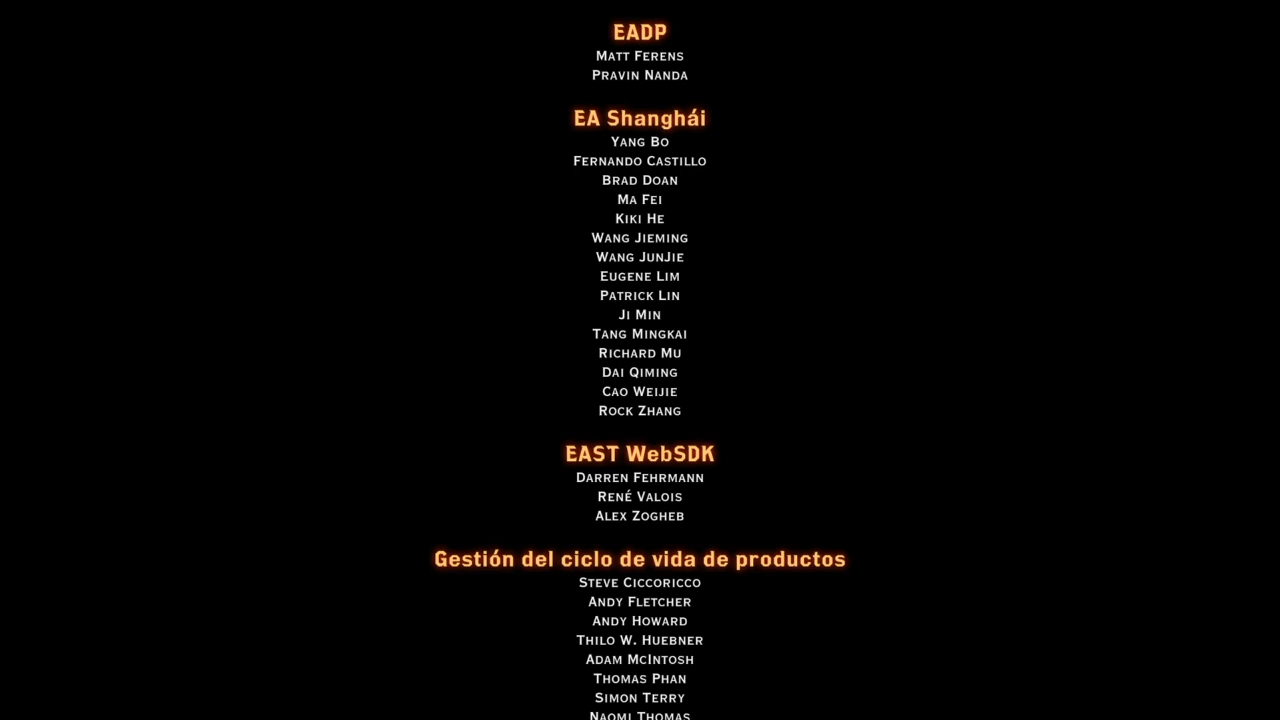 EADP
Matt Ferens
Pravin Nanda
EA Shanghái
Yang Bo
Fernando Castillo
Brad Doan
Ma Fei
Kiki He
Wang Jieming
Wang JunJie
Eugene Lim
Patrick Lin
Ji Min
Tang Mingkai
Richard Mu
Dai Qiming
Cao Weijie
Rock Zhang
EAST WebSDK
Darren Fehrmann
René Valois
Alex Zogheb
Gestión del ciclo de vida de productos
Steve Ciccoricco
Andy Fletcher
Andy Howard
Thilo W. Huebner
Adam McIntosh
Thomas Phan
Simon Terry
Naomi Thomas